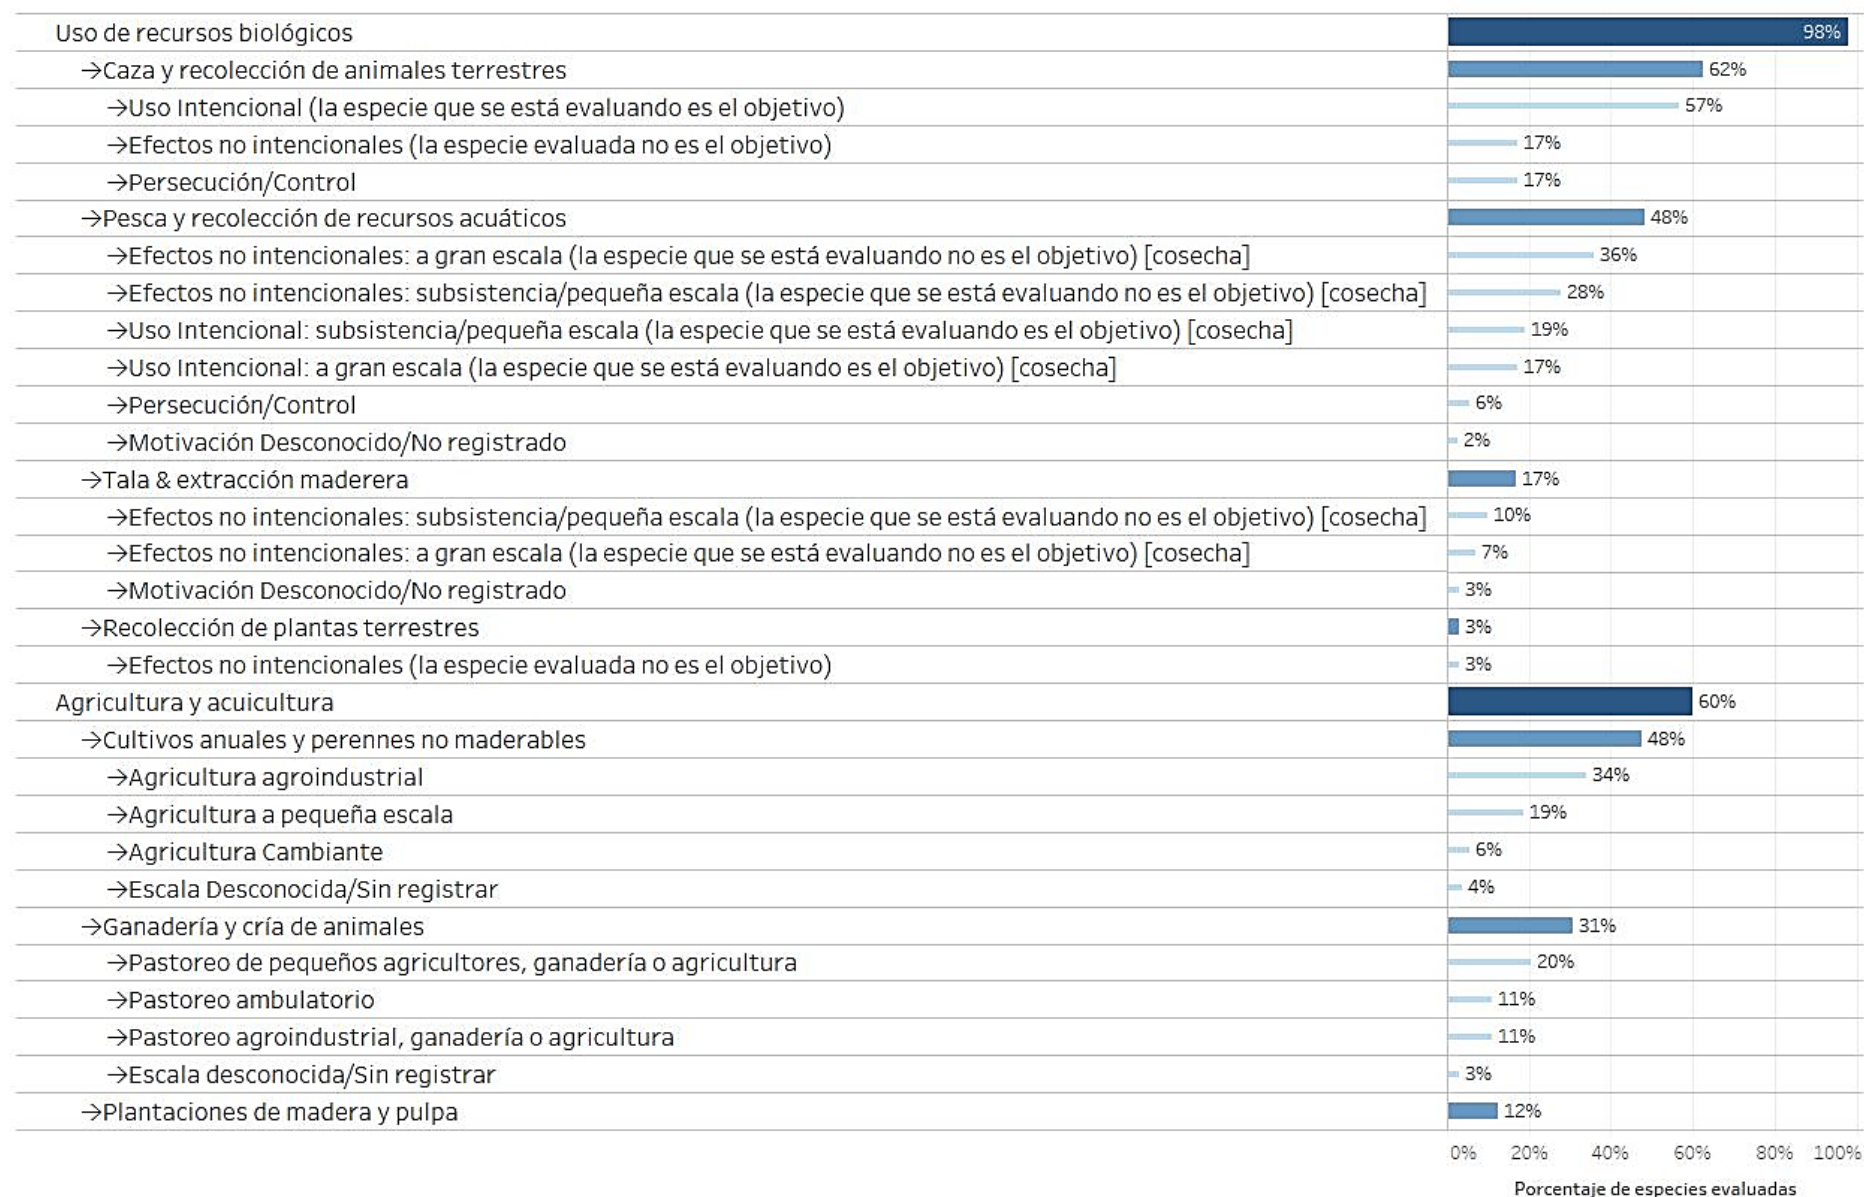 Uso de recursos biológicos 98%
→Caza y recolección de animales terrestres 62%
→Uso Intencional (la especie que se está evaluando es el objetivo) 57%
→Efectos no intencionales (la especie evaluada no es el objetivo) 17%
→Persecución/Control 17%
→Pesca y recolección de recursos acuáticos 48%
→Efectos no intencionales: a gran escala (la especie que se está evaluando no es el objetivo) [cosecha] 36%
→Efectos no intencionales: subsistencia/pequeña escala (la especie que se está evaluando no es el objetivo) [cosecha] 28%
→Uso Intencional: subsistencia/pequeña escala (la especie que se está evaluando es el objetivo) [cosecha] 19%
→Uso Intencional: a gran escala (la especie que se está evaluando es el objetivo) [cosecha] 17%
→Persecución/Control 6%
→Motivación Desconocido/No registrado 2%
→Tala & extracción maderera 17%
→Efectos no intencionales: subsistencia/pequeña escala (la especie que se está evaluando no es el objetivo) [cosecha] 10%
→Efectos no intencionales: a gran escala (la especie que se está evaluando no es el objetivo) [cosecha] 7%
→Motivación Desconocido/No registrado 3%
→Recolección de plantas terrestres 3%
→Efectos no intencionales (la especie evaluada no es el objetivo) 3%
Agricultura y acuicultura 60%
→Cultivos anuales y perennes no maderables 48%
→Agricultura agroindustrial 34%
→Agricultura a pequeña escala 19%
→Agricultura Cambiante 6%
→Escala Desconocida/Sin registrar 4%
→Ganadería y cría de animales 31%
→Pastoreo de pequeños agricultores, ganadería o agricultura 20%
→Pastoreo ambulatorio 11%
→Pastoreo agroindustrial, ganadería o agricultura 11%
→Escala desconocida/Sin registrar 3%
→Plantaciones de madera y pulpa 12%
0% 20% 40% 60% 80% 100%
Porcentaje de especies evaluadas